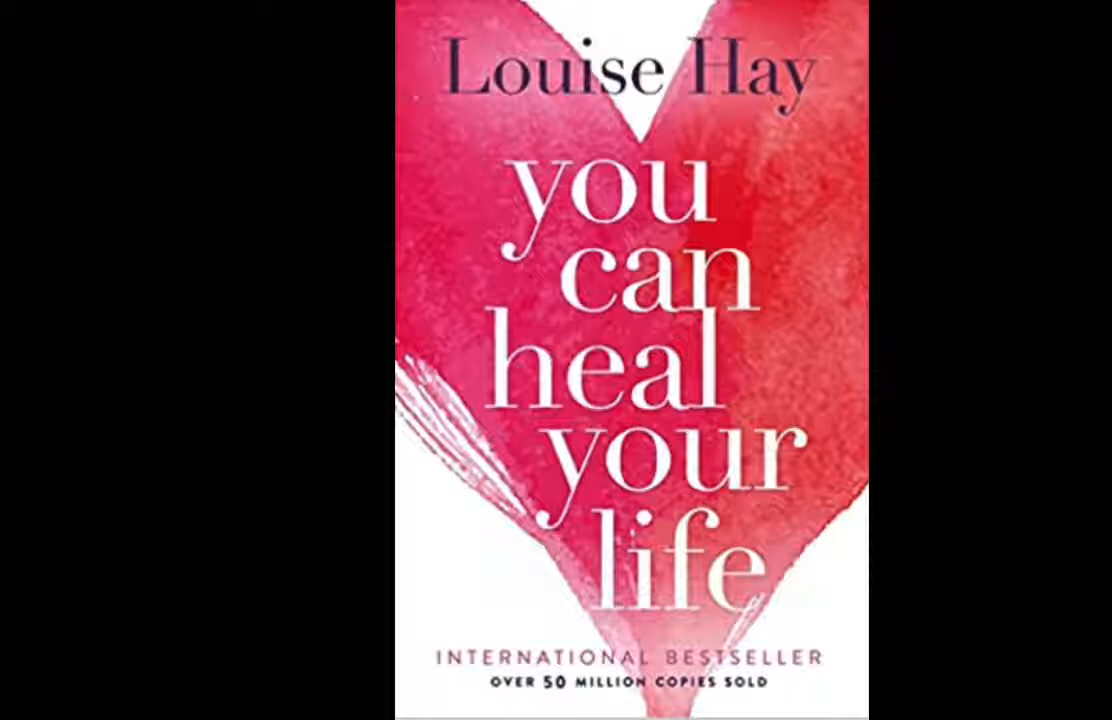 Louise Hay
you
can
heal
your
life
INTERNATIONAL BESTSELLER
OVER 50 MILLION COPIES SOLD